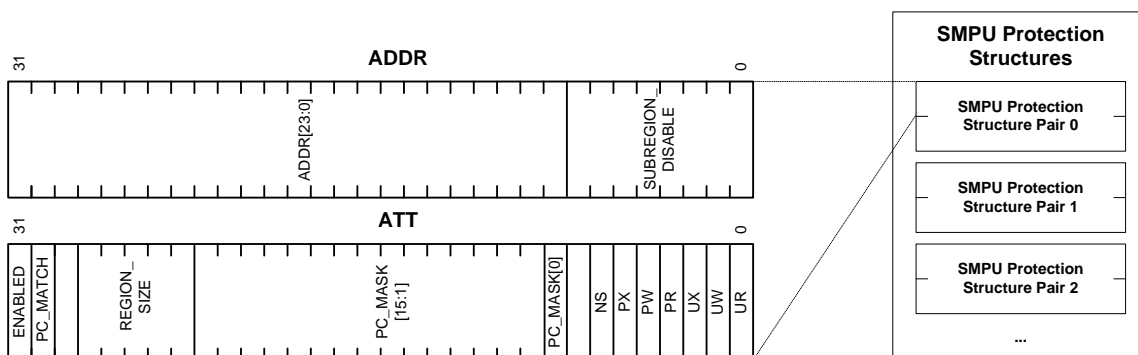 SMPU Protection
Structures
31
ADDR
0
ADDR[23:0]
SUBREGION_
DISABLE
SMPU Protection
Structure Pair 0
31
ATT
0
SMPU Protection
Structure Pair 1
ENABLED
PC_MATCH
REGION_
SIZE
PC_MASK
[15:1]
PC_MASK[0]
NS
PX
PW
PR
UX
UW
UR
SMPU Protection
Structure Pair 2
...